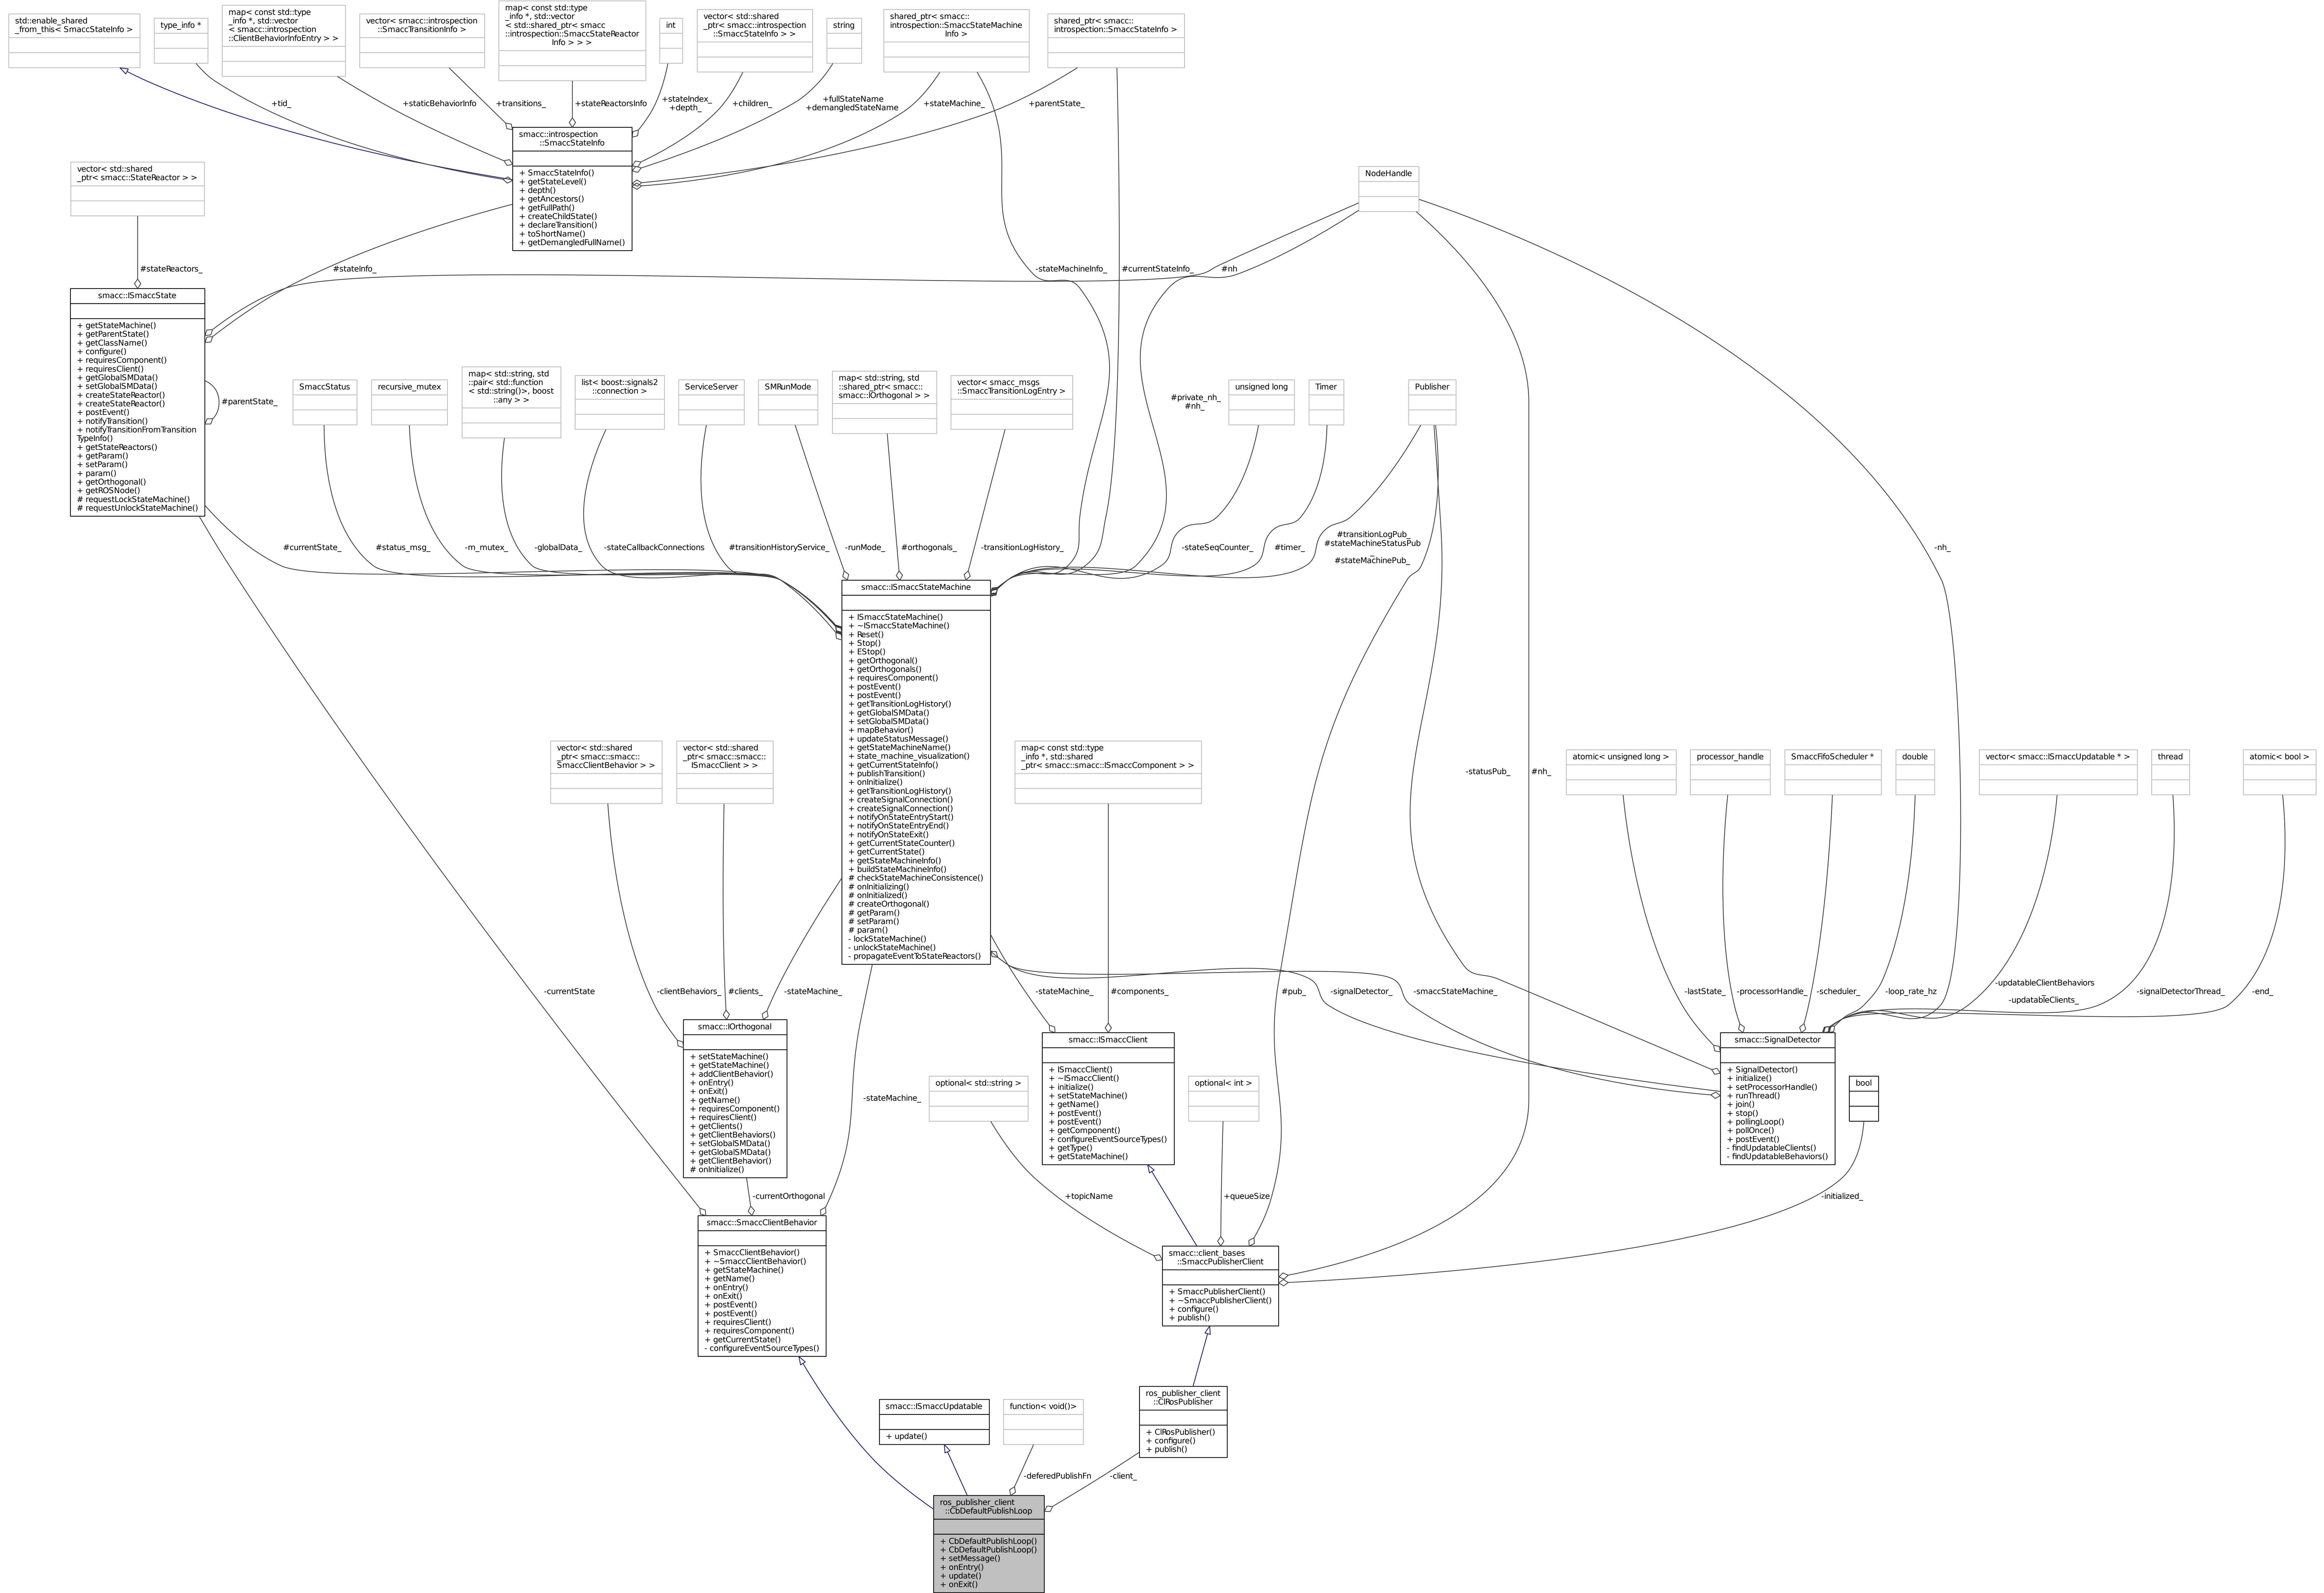 std::enable_shared
_from_this< SmaccStateInfo >
type_info *
map< const std::type
_info *, std::vector
< smacc::introspection
::ClientBehaviorInfoEntry > >
vector< smacc::introspection
::SmaccTransitionInfo >
map< const std::type
_info *, std::vector
< std::shared_ptr< smacc
::introspection::SmaccStateReactor
Info > > >
int
vector< std::shared
_ptr< smacc::introspection
::SmaccStateInfo > >
string
shared_ptr< smacc::
introspection::SmaccStateMachine
Info >
shared_ptr< smacc::
introspection::SmaccStateInfo >
+tid_
+staticBehaviorInfo
+transitions_
+stateReactorsInfo
+stateIndex_
+depth_
+children_
+fullStateName
+demangledStateName
+stateMachine_
+parentState_
smacc::introspection
::SmaccStateInfo
+ SmaccStateInfo()
+ getStateLevel()
+ depth()
+ getAncestors()
+ getFullPath()
+ createChildState()
+ declareTransition()
+ toShortName()
+ getDemangledFullName()
vector< std::shared
_ptr< smacc::StateReactor > >
NodeHandle
#stateReactors_
#stateInfo_
-stateMachineInfo_
#currentStateInfo_
#nh
smacc::ISmaccState
+ getStateMachine()
+ getParentState()
+ getClassName()
+ configure()
+ requiresComponent()
+ requiresClient()
+ getGlobalSMData()
+ setGlobalSMData()
+ createStateReactor()
+ createStateReactor()
+ postEvent()
+ notifyTransition()
+ notifyTransitionFromTransition
TypeInfo()
+ getStateReactors()
+ getParam()
+ setParam()
+ param()
+ getOrthogonal()
+ getROSNode()
# requestLockStateMachine()
# requestUnlockStateMachine()
#parentState_
SmaccStatus
recursive_mutex
map< std::string, std
::pair< std::function
< std::string()>, boost
::any > >
list< boost::signals2
::connection >
ServiceServer
SMRunMode
map< std::string, std
::shared_ptr< smacc::
smacc::IOrthogonal > >
vector< smacc_msgs
::SmaccTransitionLogEntry >
#private_nh_
#nh_
unsigned long
Timer
Publisher
#currentState_
#status_msg_
-m_mutex_
-globalData_
-stateCallbackConnections
#transitionHistoryService_
-runMode_
#orthogonals_
-transitionLogHistory_
-stateSeqCounter_
#timer_
#transitionLogPub_
#stateMachineStatusPub
_
#stateMachinePub_
-nh_
smacc::ISmaccStateMachine
+ ISmaccStateMachine()
+ ~ISmaccStateMachine()
+ Reset()
+ Stop()
+ EStop()
+ getOrthogonal()
+ getOrthogonals()
+ requiresComponent()
+ postEvent()
+ postEvent()
+ getTransitionLogHistory()
+ getGlobalSMData()
+ setGlobalSMData()
+ mapBehavior()
+ updateStatusMessage()
+ getStateMachineName()
+ state_machine_visualization()
+ getCurrentStateInfo()
+ publishTransition()
+ onInitialize()
+ getTransitionLogHistory()
+ createSignalConnection()
+ createSignalConnection()
+ notifyOnStateEntryStart()
+ notifyOnStateEntryEnd()
+ notifyOnStateExit()
+ getCurrentStateCounter()
+ getCurrentState()
+ getStateMachineInfo()
+ buildStateMachineInfo()
# checkStateMachineConsistence()
# onInitializing()
# onInitialized()
# createOrthogonal()
# getParam()
# setParam()
# param()
- lockStateMachine()
- unlockStateMachine()
- propagateEventToStateReactors()
vector< std::shared
_ptr< smacc::smacc::
SmaccClientBehavior > >
vector< std::shared
_ptr< smacc::smacc::
ISmaccClient > >
map< const std::type
_info *, std::shared
_ptr< smacc::smacc::ISmaccComponent > >
-statusPub_
#nh_
atomic< unsigned long >
processor_handle
SmaccFifoScheduler *
double
vector< smacc::ISmaccUpdatable * >
thread
atomic< bool >
-currentState
-clientBehaviors_
#clients_
-stateMachine_
-stateMachine_
#components_
#pub_
-signalDetector_
-smaccStateMachine_
-lastState_
-processorHandle_
-scheduler_
-loop_rate_hz
-updatableClientBehaviors
_
-updatableClients_
-signalDetectorThread_
-end_
smacc::IOrthogonal
+ setStateMachine()
+ getStateMachine()
+ addClientBehavior()
+ onEntry()
+ onExit()
+ getName()
+ requiresComponent()
+ requiresClient()
+ getClients()
+ getClientBehaviors()
+ setGlobalSMData()
+ getGlobalSMData()
+ getClientBehavior()
# onInitialize()
-stateMachine_
optional< std::string >
smacc::ISmaccClient
+ ISmaccClient()
+ ~ISmaccClient()
+ initialize()
+ setStateMachine()
+ getName()
+ postEvent()
+ postEvent()
+ getComponent()
+ configureEventSourceTypes()
+ getType()
+ getStateMachine()
optional< int >
smacc::SignalDetector
+ SignalDetector()
+ initialize()
+ setProcessorHandle()
+ runThread()
+ join()
+ stop()
+ pollingLoop()
+ pollOnce()
+ postEvent()
- findUpdatableClients()
- findUpdatableBehaviors()
bool
-currentOrthogonal
+topicName
+queueSize
-initialized_
smacc::SmaccClientBehavior
+ SmaccClientBehavior()
+ ~SmaccClientBehavior()
+ getStateMachine()
+ getName()
+ onEntry()
+ onExit()
+ postEvent()
+ postEvent()
+ requiresClient()
+ requiresComponent()
+ getCurrentState()
- configureEventSourceTypes()
smacc::client_bases
::SmaccPublisherClient
+ SmaccPublisherClient()
+ ~SmaccPublisherClient()
+ configure()
+ publish()
smacc::ISmaccUpdatable
+ update()
function< void()>
ros_publisher_client
::ClRosPublisher
+ ClRosPublisher()
+ configure()
+ publish()
-deferedPublishFn
-client_
ros_publisher_client
::CbDefaultPublishLoop
+ CbDefaultPublishLoop()
+ CbDefaultPublishLoop()
+ setMessage()
+ onEntry()
+ update()
+ onExit()